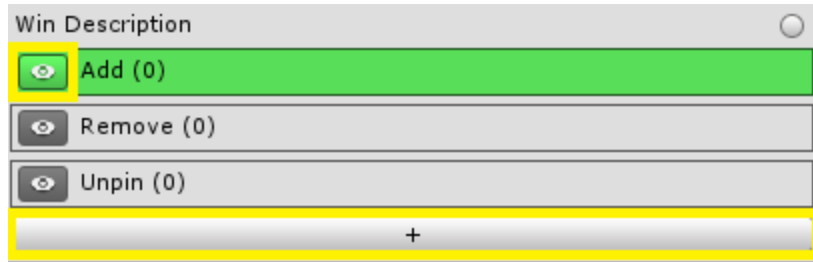 Win Description
Add (0)
Remove (0)
Unpin (0)
+